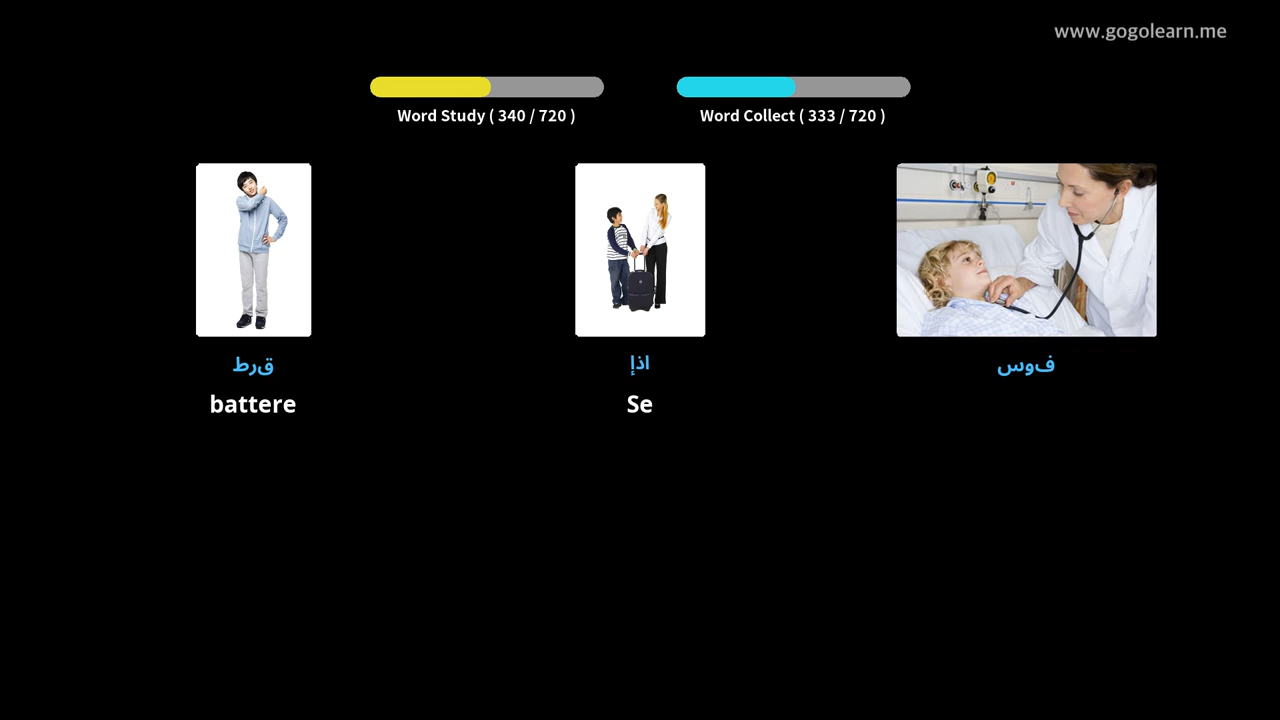 www.gogolearn.me
Word Study ( 340 / 720 )
Word Collect ( 333 / 720 )
قرط
اذإ
فوس
battere
Se